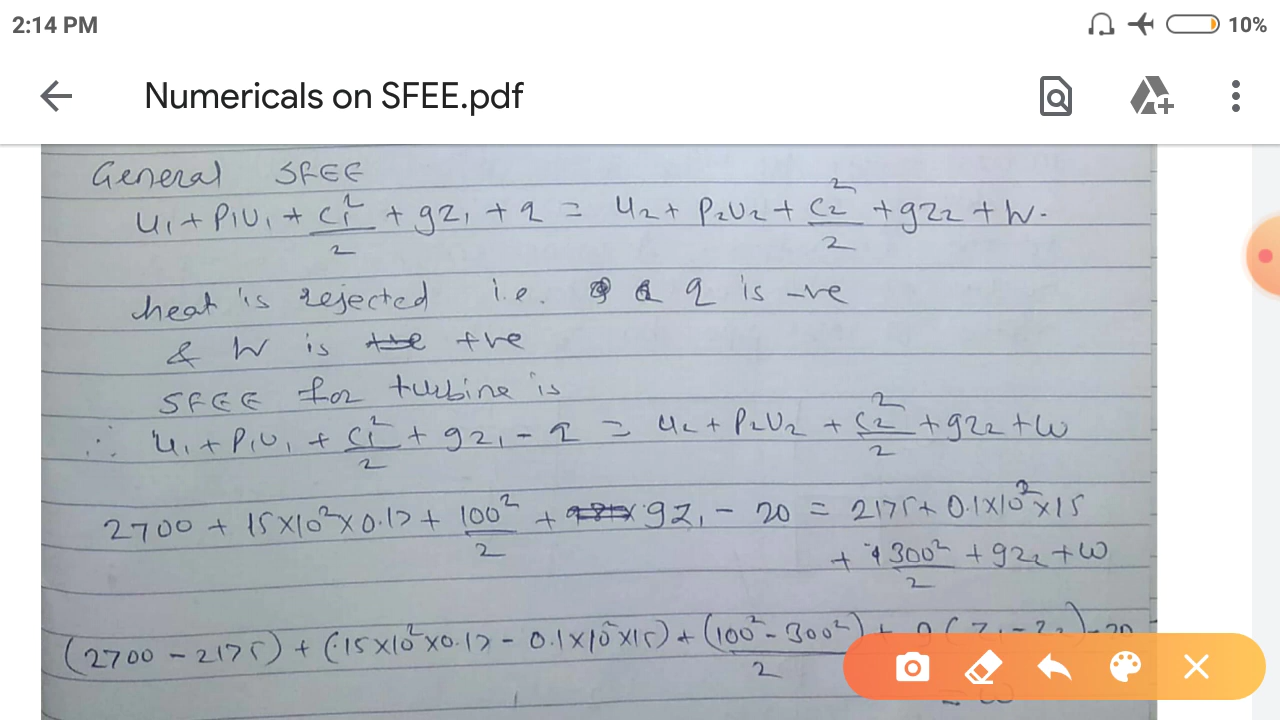 2:14 PM
10%
Numericals on SFEE.pdf
General SFEE
u₁ + P₁v₁ + C₁²/2 + gz₁ + q = u₂ + P₂v₂ + C₂²/2 + gz₂ + W.
heat is rejected i.e. q is -ve
& W is +ve
SFEE for turbine is
∴ u₁ + P₁v₁ + C₁²/2 + gz₁ - q = u₂ + P₂v₂ + C₂²/2 + gz₂ + W
2700 + 15×10²×0.17 + 100²/2 + gz₁ - 20 = 2175 + 0.1×10²×15
+ 300²/2 + gz₂ + W
(2700 - 2175) + (15×10²×0.17 - 0.1×10²×15) + (100² - 300²)/2 + g(z₁ - z₂) - 20
= W